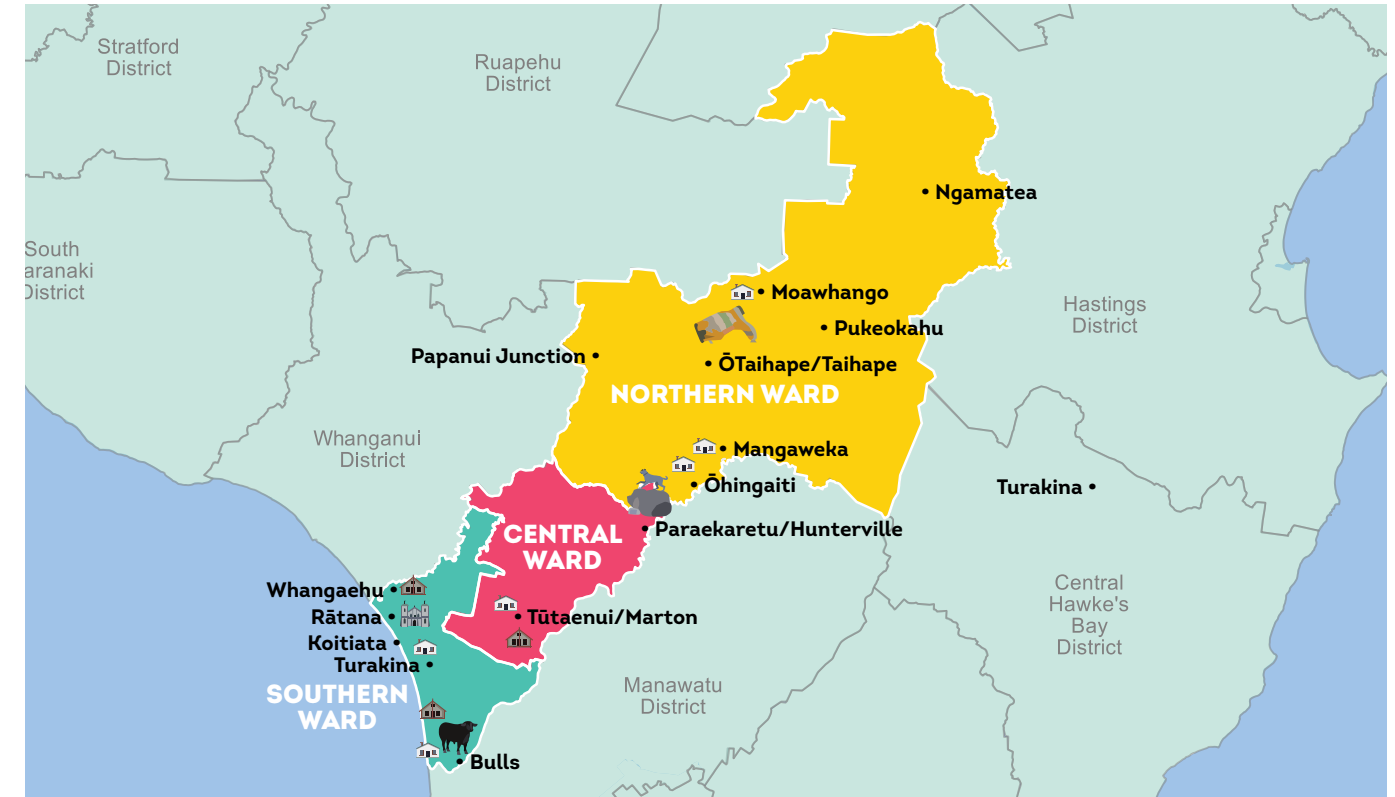 Stratford
District
Ruapehu
District
Ngamatea
South
aranaki
District
Moawhango
Hastings
District
Pukeokahu
Papanui Junction
ŌTaihape/Taihape
NORTHERN WARD
Whanganui
District
Mangaweka
Ōhingaiti
Turakina
Paraekaretu/Hunterville
CENTRAL
WARD
Whangaehu
Rātana
Tūtaenui/Marton
Koitiata
Turakina
Central
Hawke's
Bay
District
SOUTHERN
WARD
Manawatu
District
Bulls